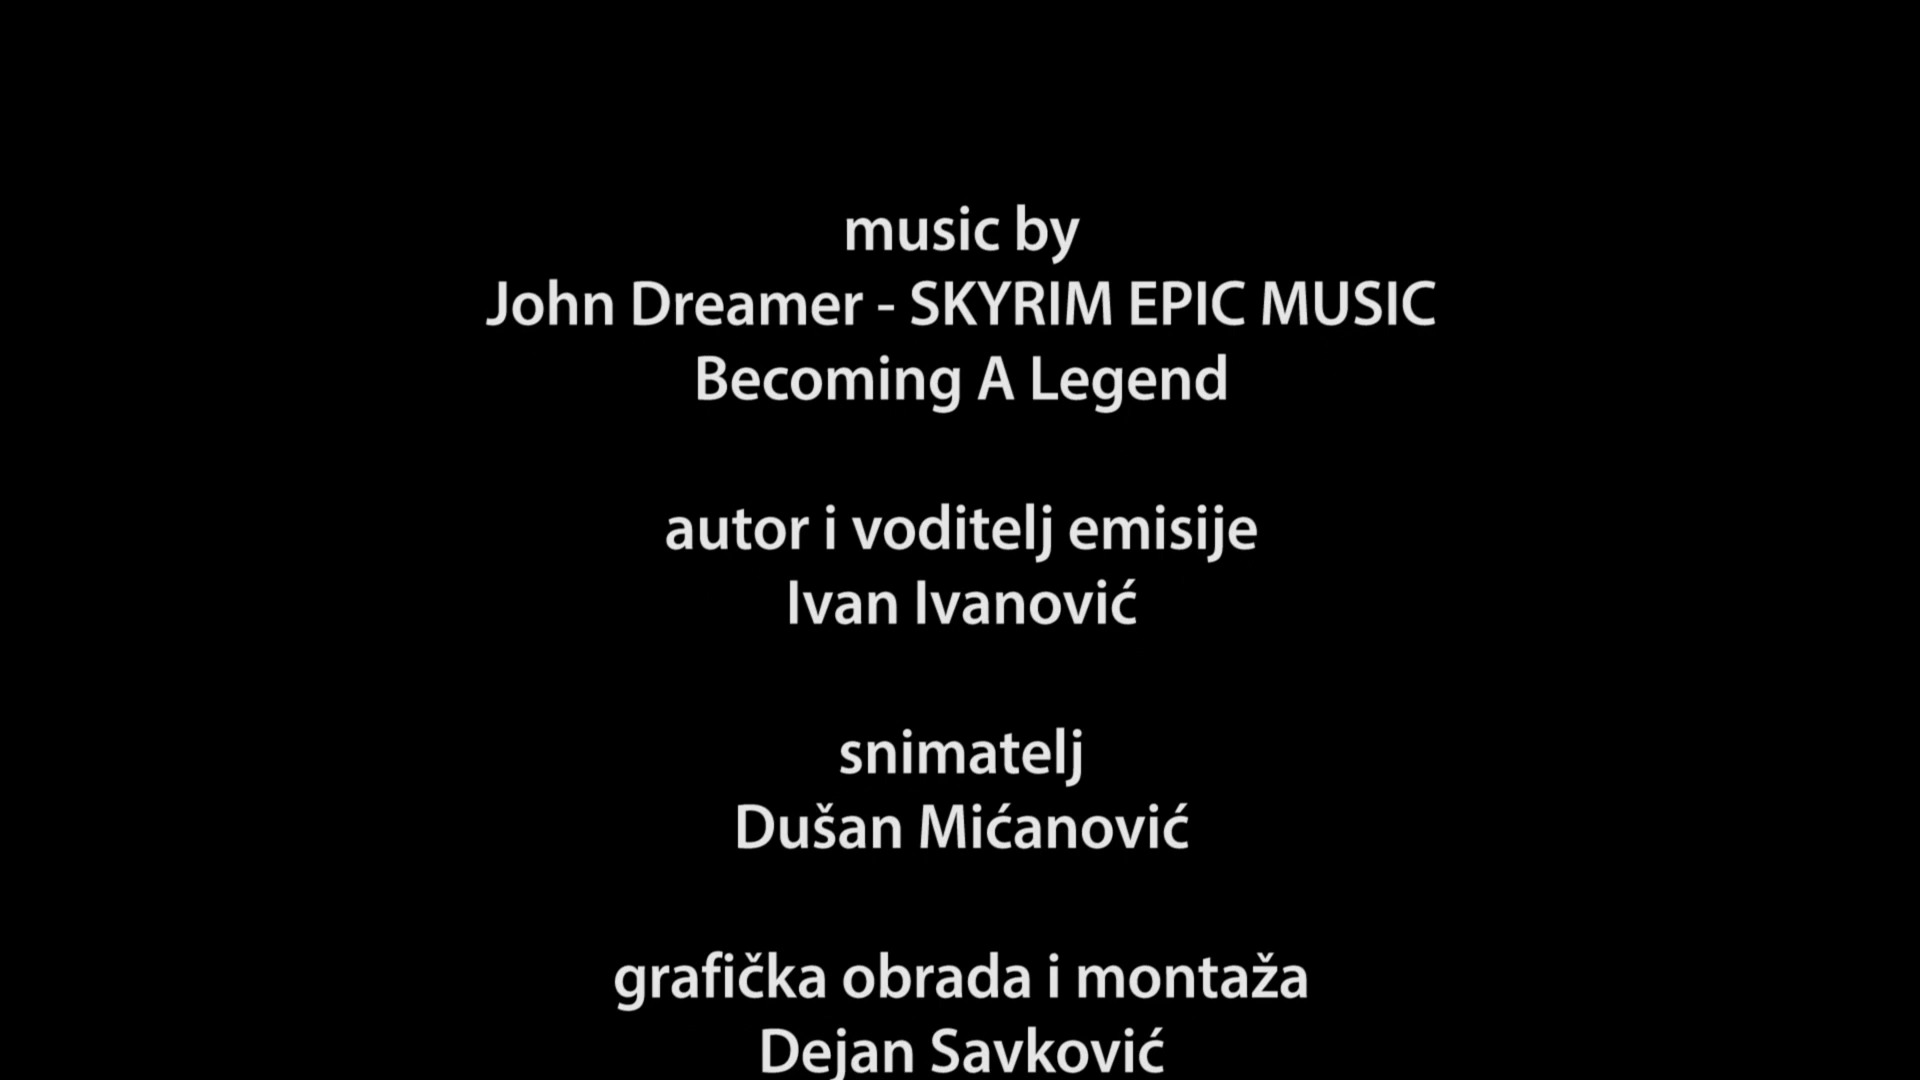 music by
John Dreamer - SKYRIM EPIC MUSIC
Becoming A Legend
autor i voditelj emisije
Ivan Ivanović
snimatelj
Dušan Mićanović
grafička obrada i montaža
Dejan Savković